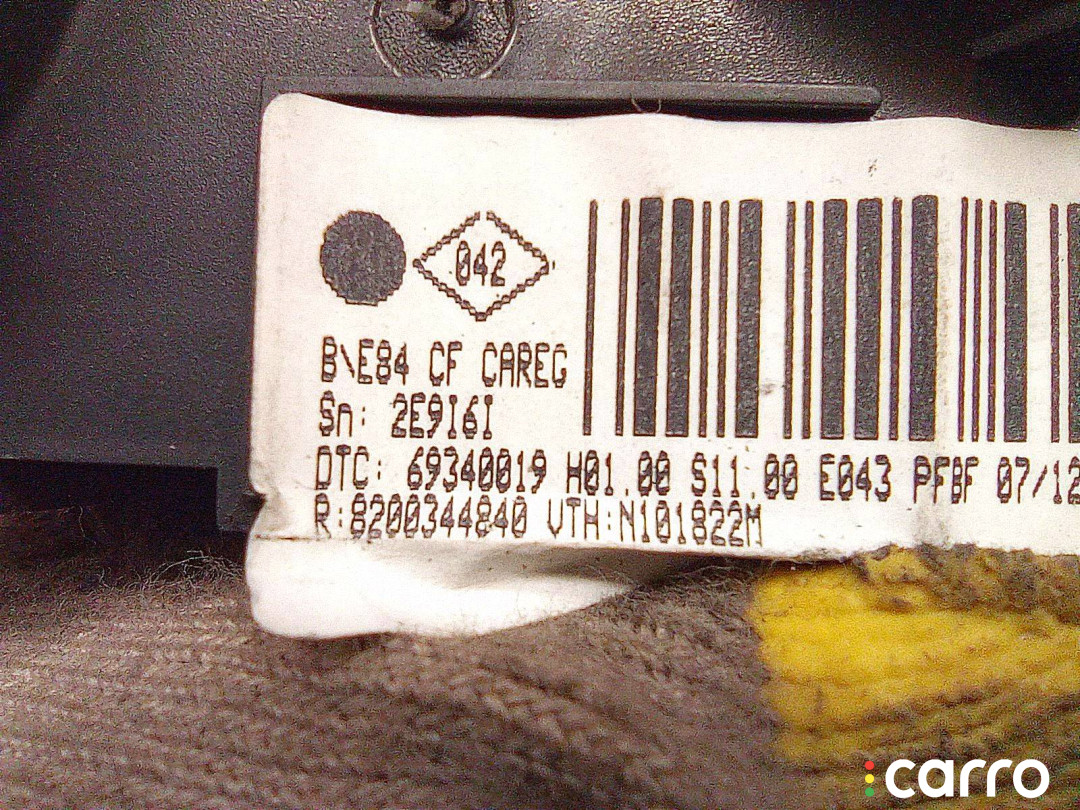 042
B\E84 CF CAREG
Sn: 2E9I6I
DTC: 69340019 H01.00 S11.00 E043 PFBF 07/12
R:8200344840 VTH:N101822M
carro